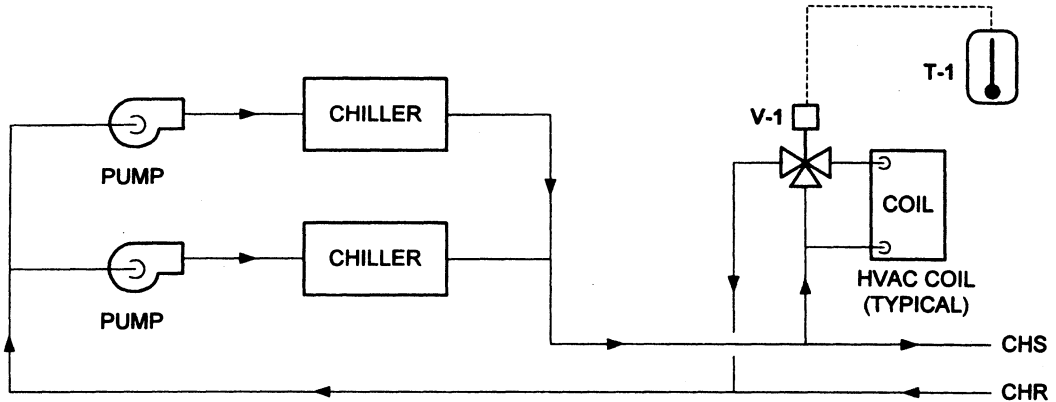 T-1
V-1
CHILLER
PUMP
COIL
CHILLER
HVAC COIL
(TYPICAL)
PUMP
CHS
CHR